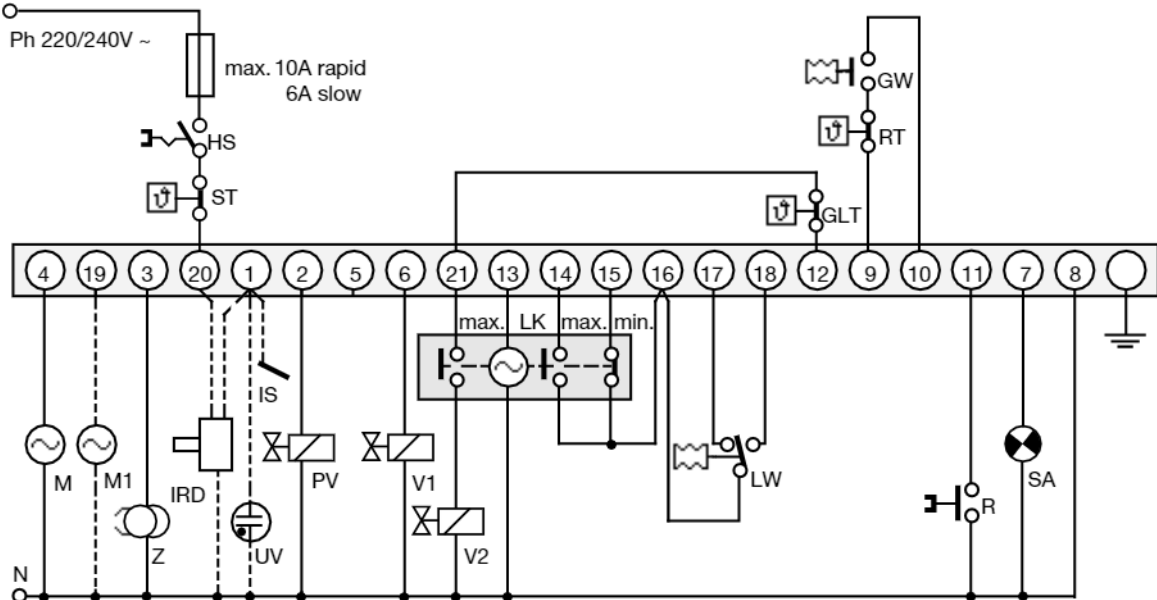 Ph 220/240V ~
max. 10A rapid
6A slow
HS
ST
GW
RT
GLT
4 19 3 20 1 2 5 6 21 13 14 15 16 17 18 12 9 10 11 7 8
max. LK max. min.
IS
M M1 IRD PV V1 LW SA
R
Z UV V2
N